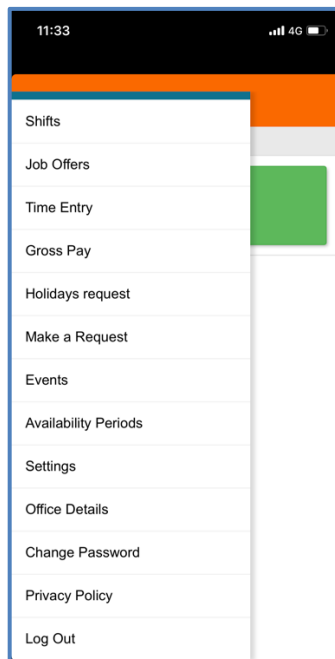 11:33
4G
Shifts
Job Offers
Time Entry
Gross Pay
Holidays request
Make a Request
Events
Availability Periods
Settings
Office Details
Change Password
Privacy Policy
Log Out